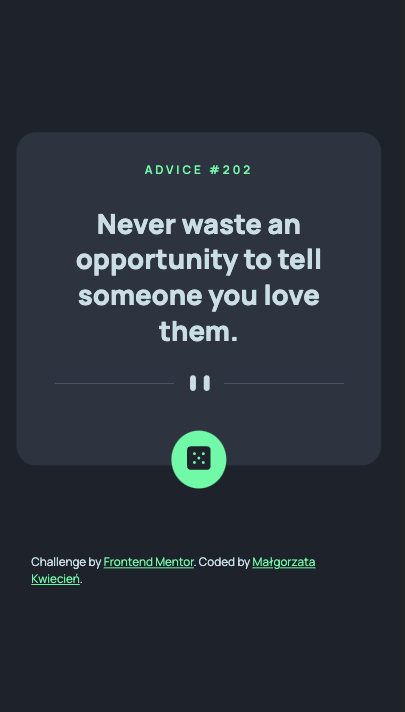 ADVICE #202
Never waste an
opportunity to tell
someone you love
them.
Challenge by Frontend Mentor. Coded by Małgorzata
Kwiecień.